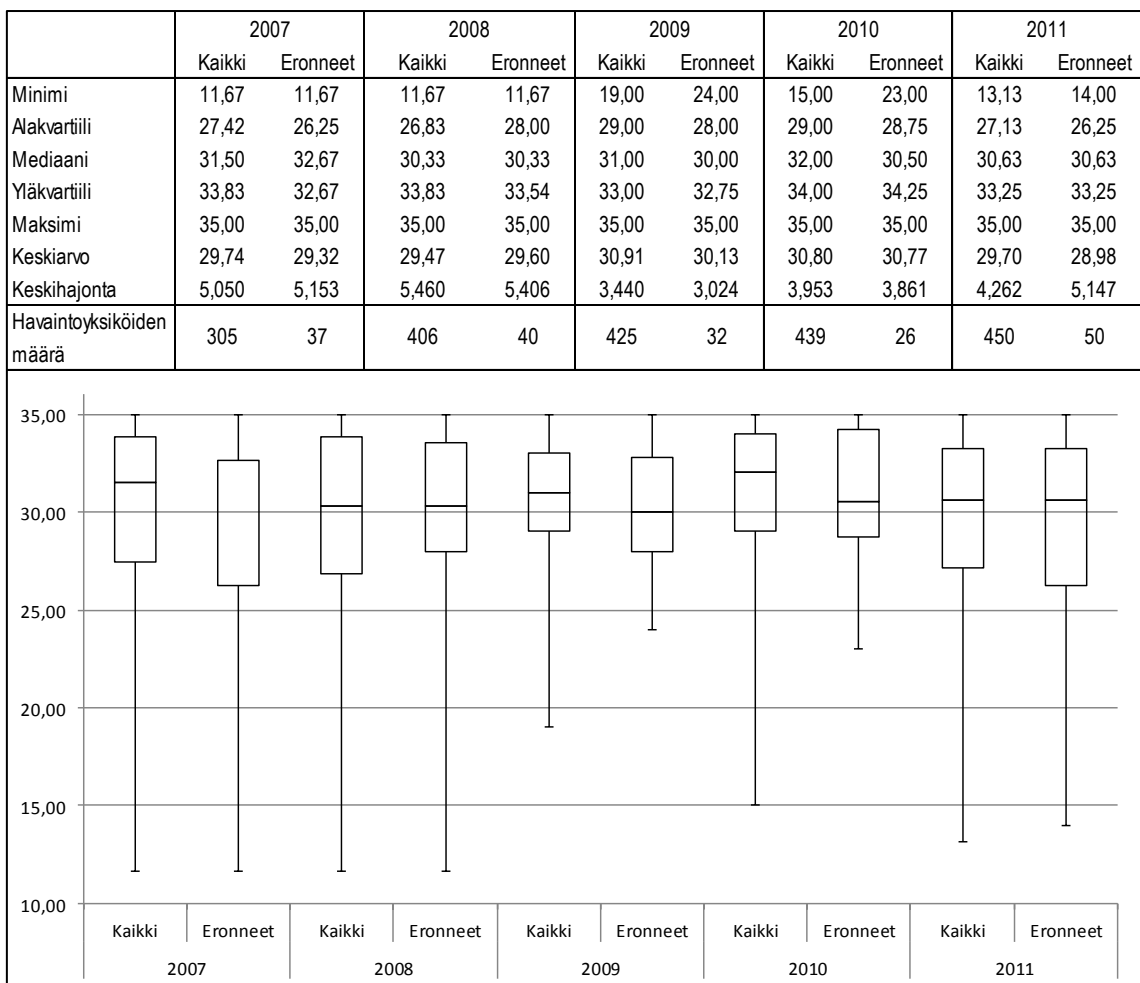 2007 2008 2009 2010 2011
Kaikki Eronneet Kaikki Eronneet Kaikki Eronneet Kaikki Eronneet Kaikki Eronneet
Minimi 11,67 11,67 11,67 11,67 19,00 24,00 15,00 23,00 13,13 14,00
Alakvartiili 27,42 26,25 26,83 28,00 29,00 28,00 29,00 28,75 27,13 26,25
Mediaani 31,50 32,67 30,33 30,33 31,00 30,00 32,00 30,50 30,63 30,63
Yläkvartiili 33,83 32,67 33,83 33,54 33,00 32,75 34,00 34,25 33,25 33,25
Maksimi 35,00 35,00 35,00 35,00 35,00 35,00 35,00 35,00 35,00 35,00
Keskiarvo 29,74 29,32 29,47 29,60 30,91 30,13 30,80 30,77 29,70 28,98
Keskihajonta 5,050 5,153 5,460 5,406 3,440 3,024 3,953 3,861 4,262 5,147
Havaintoyksiköiden
määrä 305 37 406 40 425 32 439 26 450 50
35,00
30,00
25,00
20,00
15,00
10,00
Kaikki Eronneet Kaikki Eronneet Kaikki Eronneet Kaikki Eronneet Kaikki Eronneet
2007 2008 2009 2010 2011